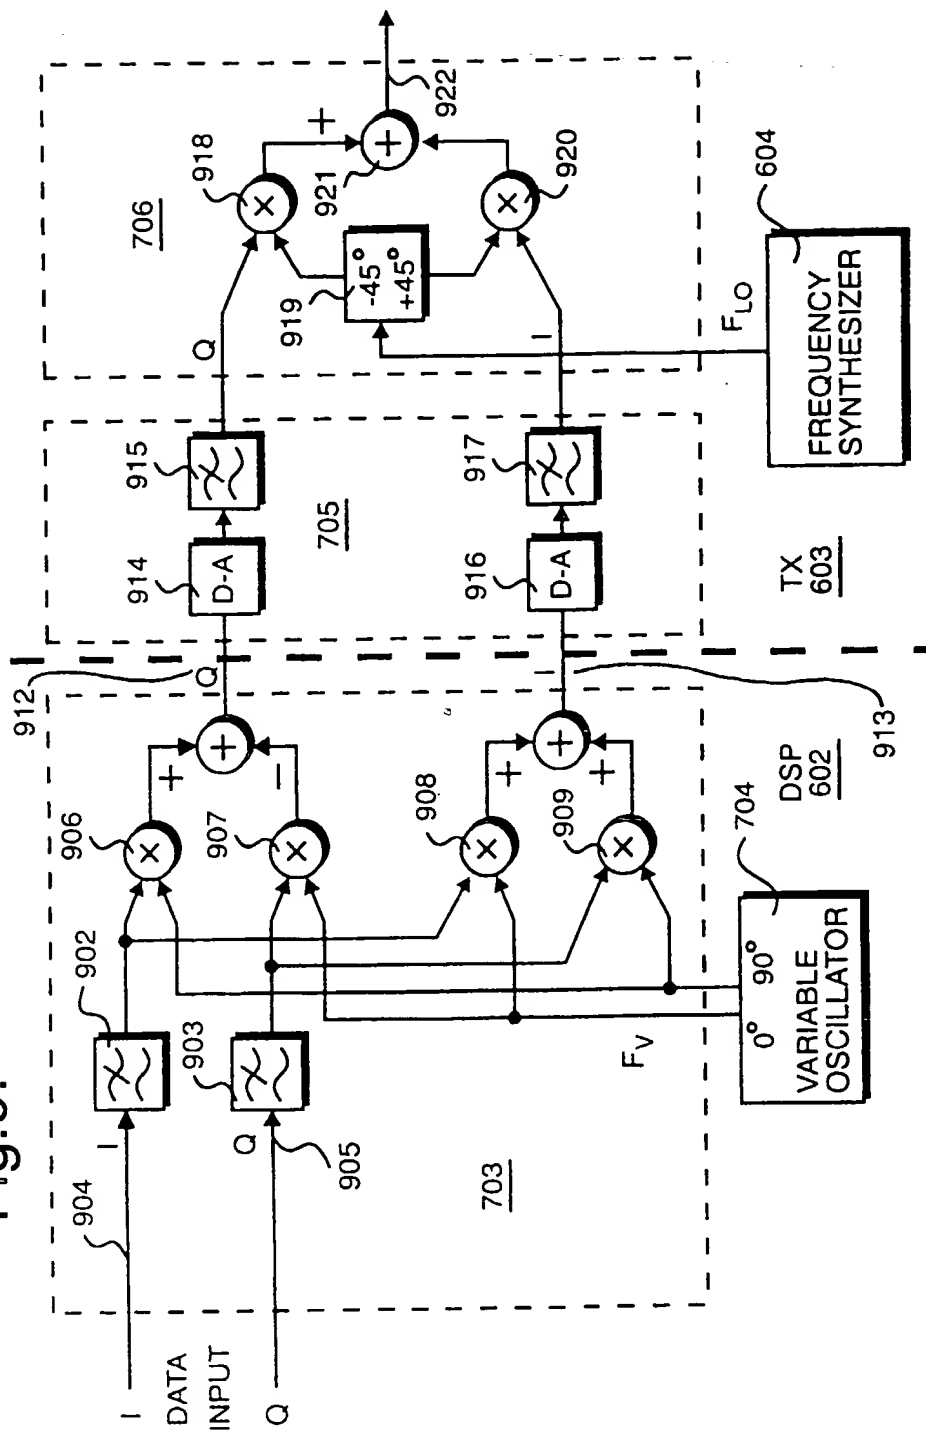 I
DATA
INPUT
Q
904
I
Q
905
902
903
703
906
907
908
909
+
−
+
+
×
×
×
×
+
+
F_V
0° 90°
VARIABLE
OSCILLATOR
704
DSP
602
912
Q
I
913
914
D-A
915
705
916
D-A
917
TX
603
Q
I
706
918
×
919
-45°
+45°
920
×
+
921
+
922
F_LO
604
FREQUENCY
SYNTHESIZER